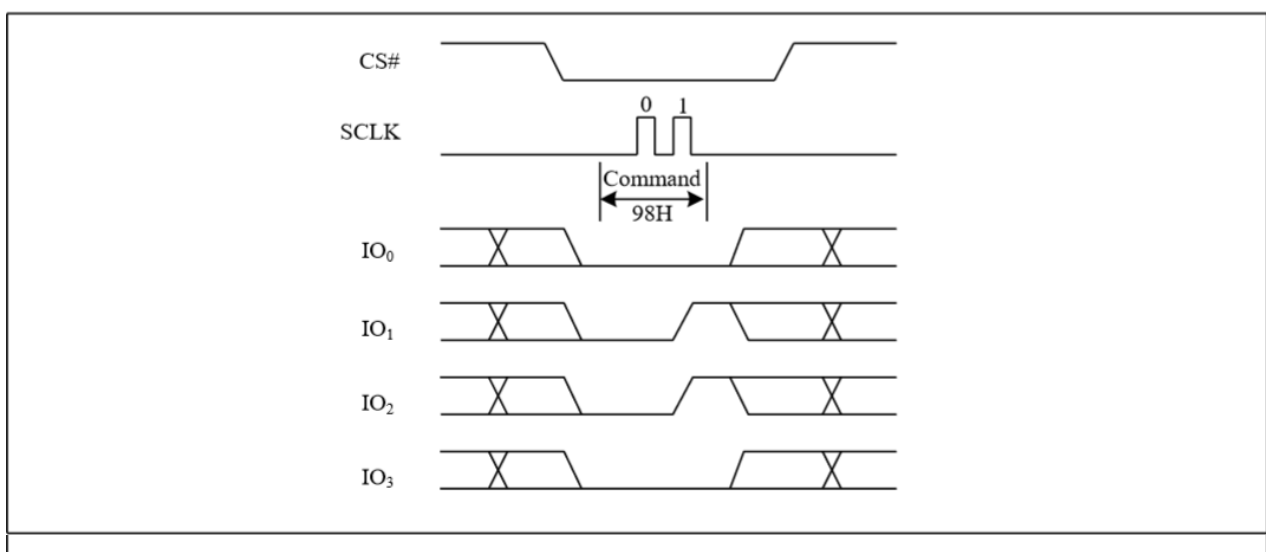 CS#
0 1
SCLK
Command
98H
IO0
IO1
IO2
IO3